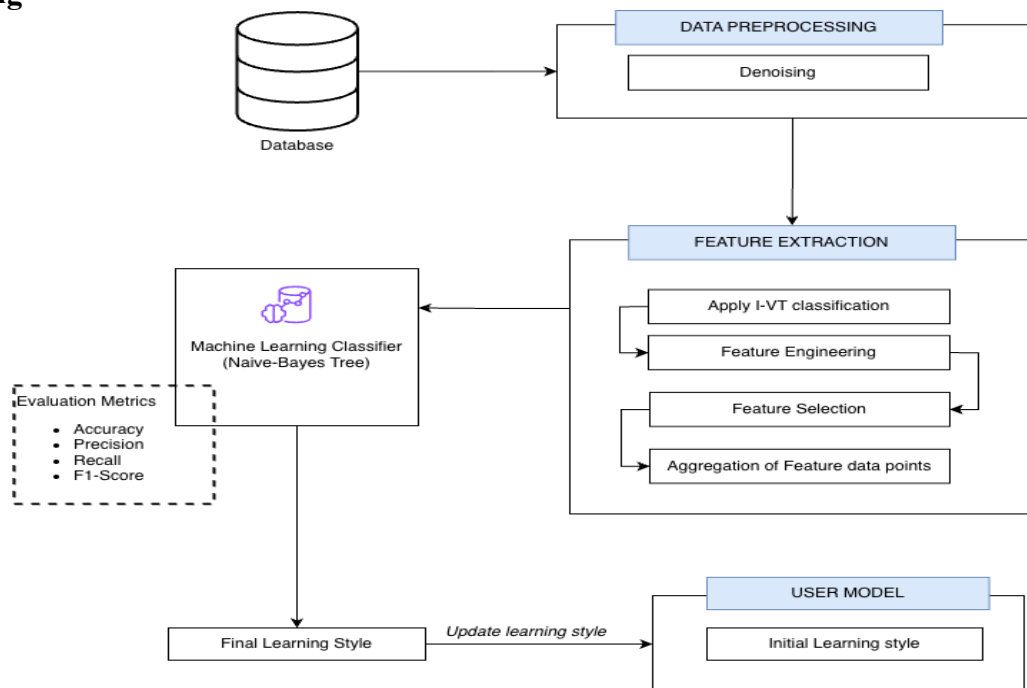 DATA PREPROCESSING
Denoising
Database
FEATURE EXTRACTION
Apply I-VT classification
Feature Engineering
Feature Selection
Aggregation of Feature data points
Machine Learning Classifier
(Naive-Bayes Tree)
Evaluation Metrics
• Accuracy
• Precision
• Recall
• F1-Score
Final Learning Style
Update learning style
USER MODEL
Initial Learning style